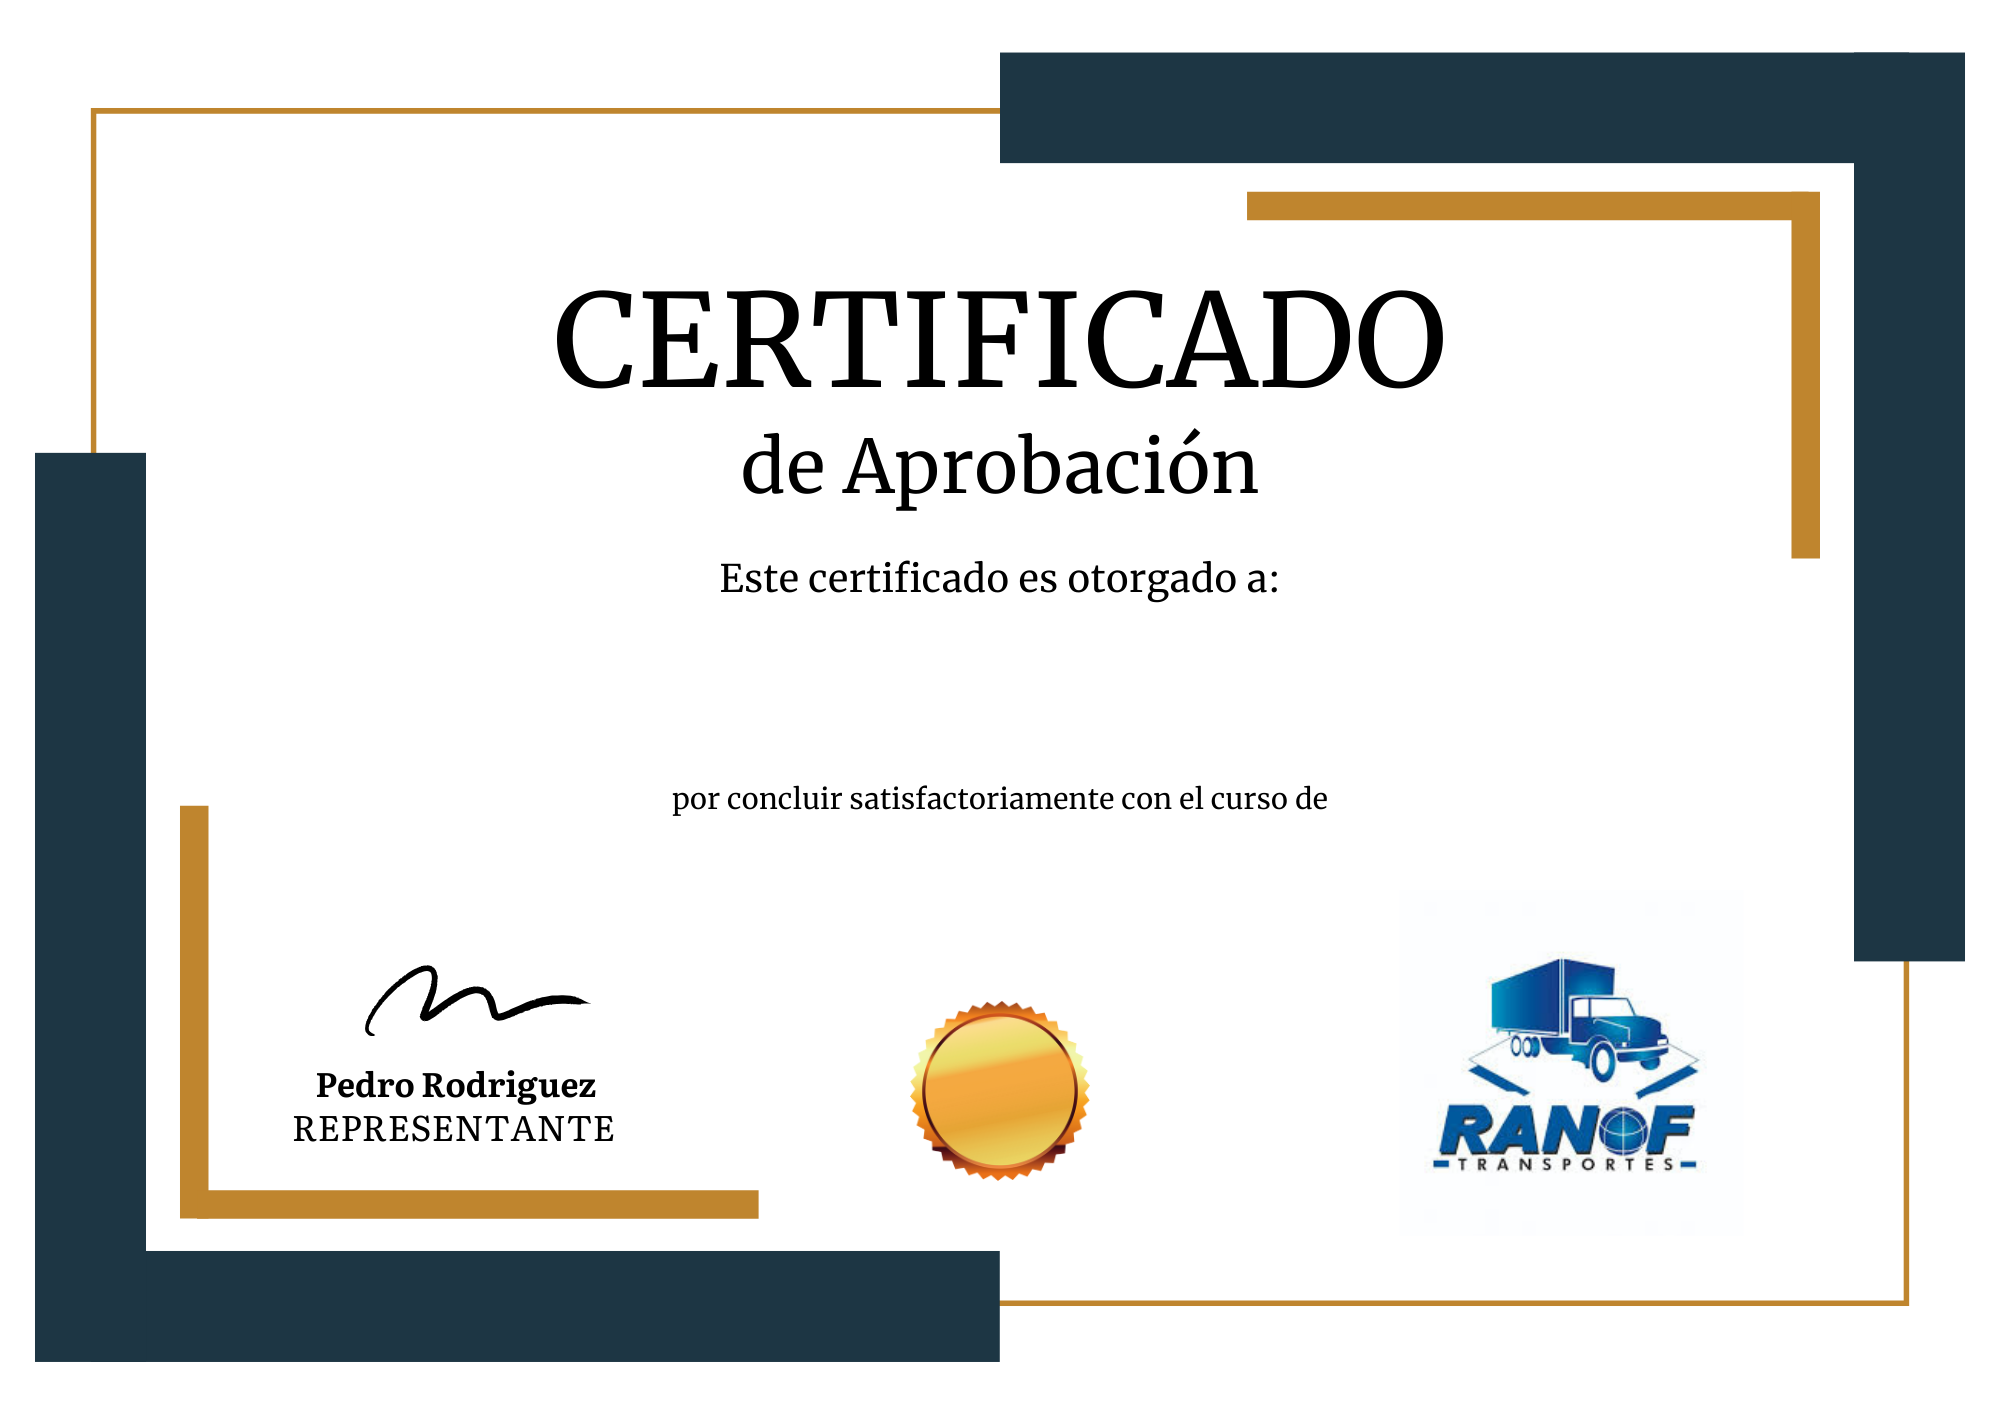 CERTIFICADO
de Aprobación
Este certificado es otorgado a:
por concluir satisfactoriamente con el curso de
Pedro Rodriguez
REPRESENTANTE
RANOF
TRANSPORTES